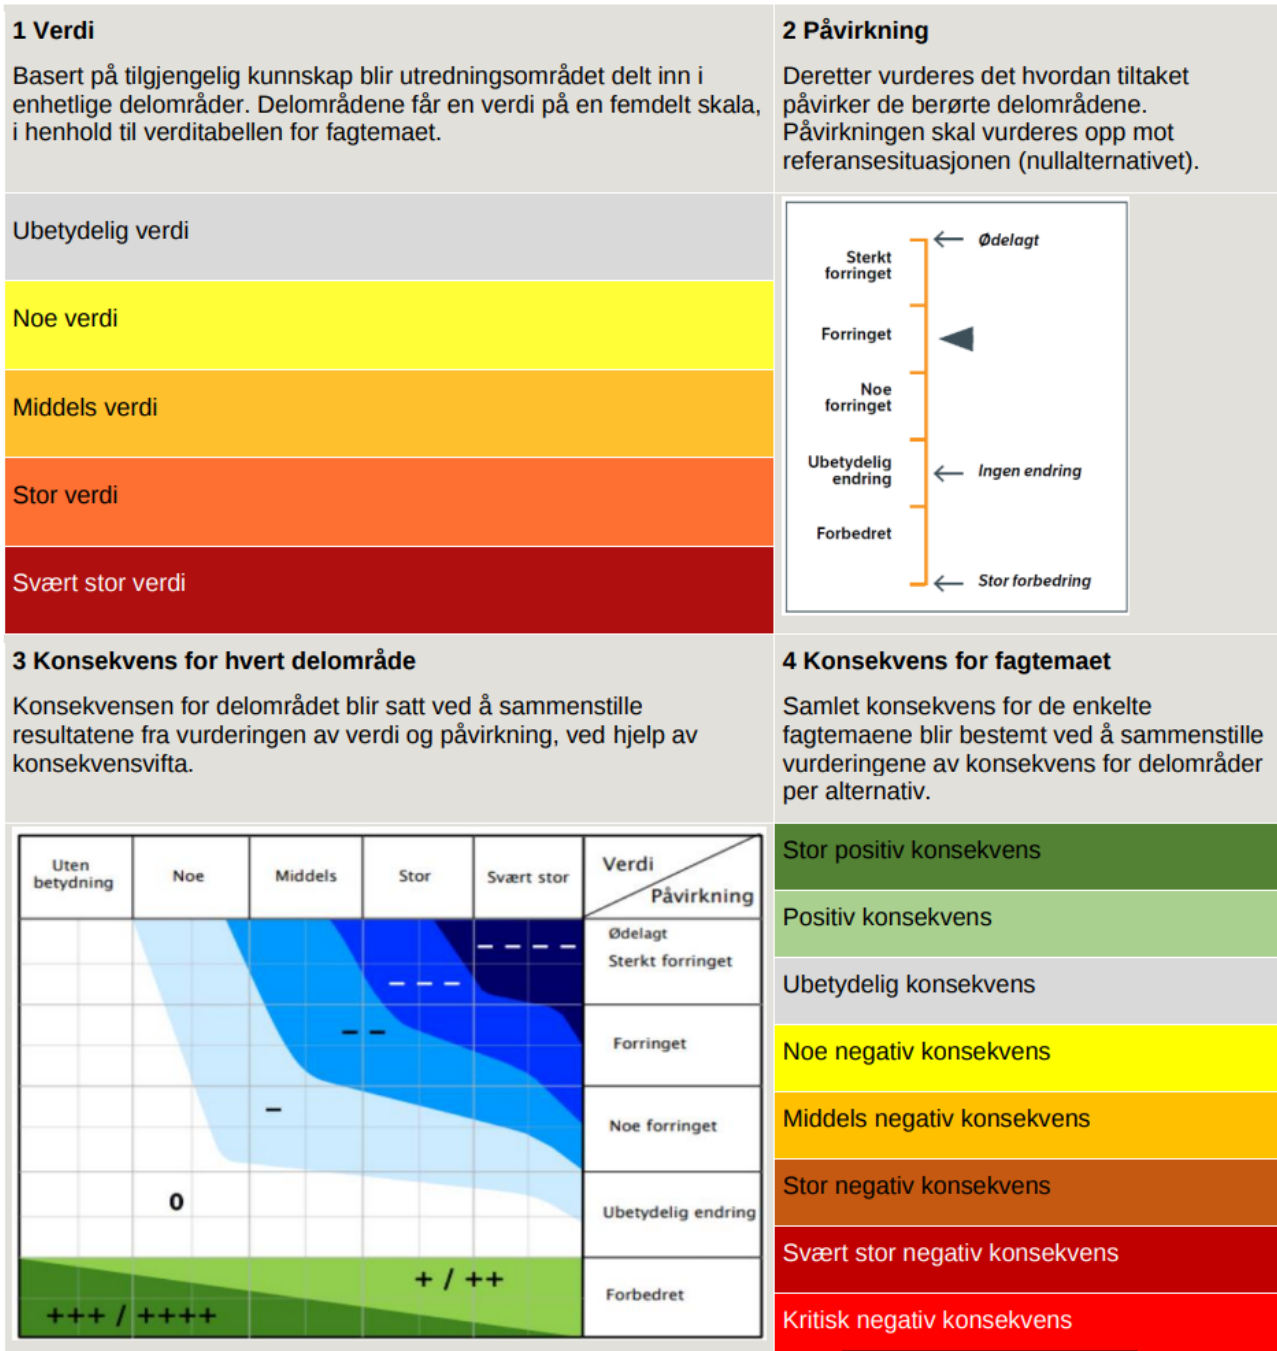 1 Verdi
Basert på tilgjengelig kunnskap blir utredningsområdet delt inn i
enhetlige delområder. Delområdene får en verdi på en femdelt skala,
i henhold til verditabellen for fagtemaet.
2 Påvirkning
Deretter vurderes det hvordan tiltaket
påvirker de berørte delområdene.
Påvirkningen skal vurderes opp mot
referansesituasjonen (nullalternativet).
Ubetydelig verdi
Noe verdi
Middels verdi
Stor verdi
Svært stor verdi
Ødelagt
Sterkt
forringet
Forringet
Noe
forringet
Ubetydelig
endring
Ingen endring
Forbedret
Stor forbedring
3 Konsekvens for hvert delområde
Konsekvensen for delområdet blir satt ved å sammenstille
resultatene fra vurderingen av verdi og påvirkning, ved hjelp av
konsekvensvifta.
4 Konsekvens for fagtemaet
Samlet konsekvens for de enkelte
fagtemaene blir bestemt ved å sammenstille
vurderingene av konsekvens for delområder
per alternativ.
Uten
betydning
Noe
Middels
Stor
Svært stor
Verdi
Påvirkning
Ødelagt
– – – –
Sterkt forringet
– – –
– –
Forringet
–
Noe forringet
0
Ubetydelig endring
+ / ++
Forbedret
+++ / ++++
Stor positiv konsekvens
Positiv konsekvens
Ubetydelig konsekvens
Noe negativ konsekvens
Middels negativ konsekvens
Stor negativ konsekvens
Svært stor negativ konsekvens
Kritisk negativ konsekvens